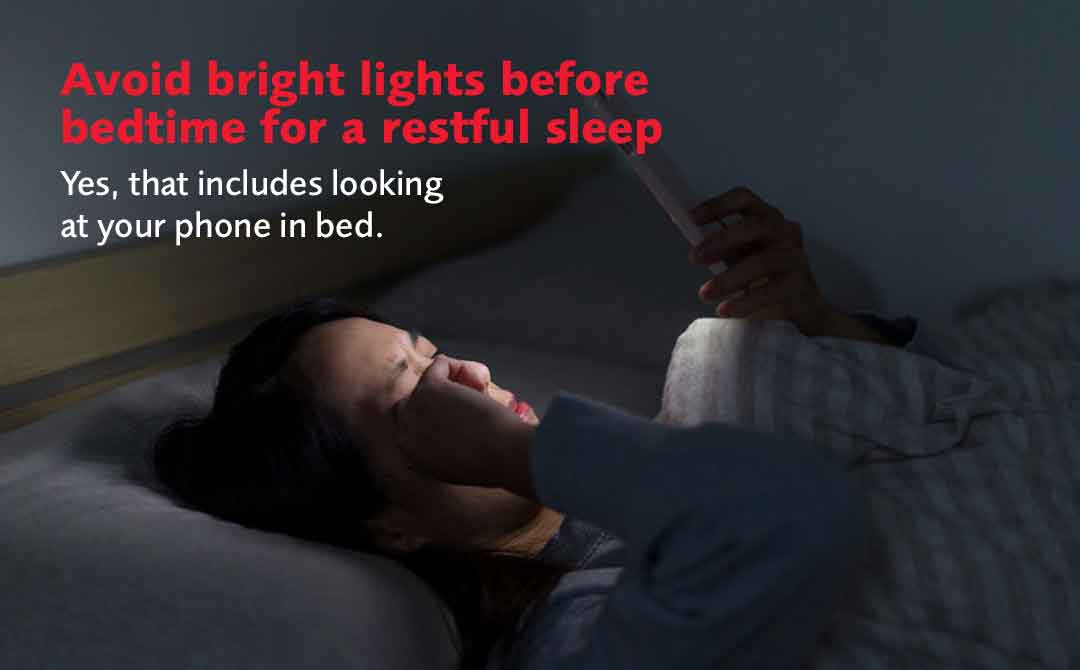 Avoid bright lights before
bedtime for a restful sleep
Yes, that includes looking
at your phone in bed.